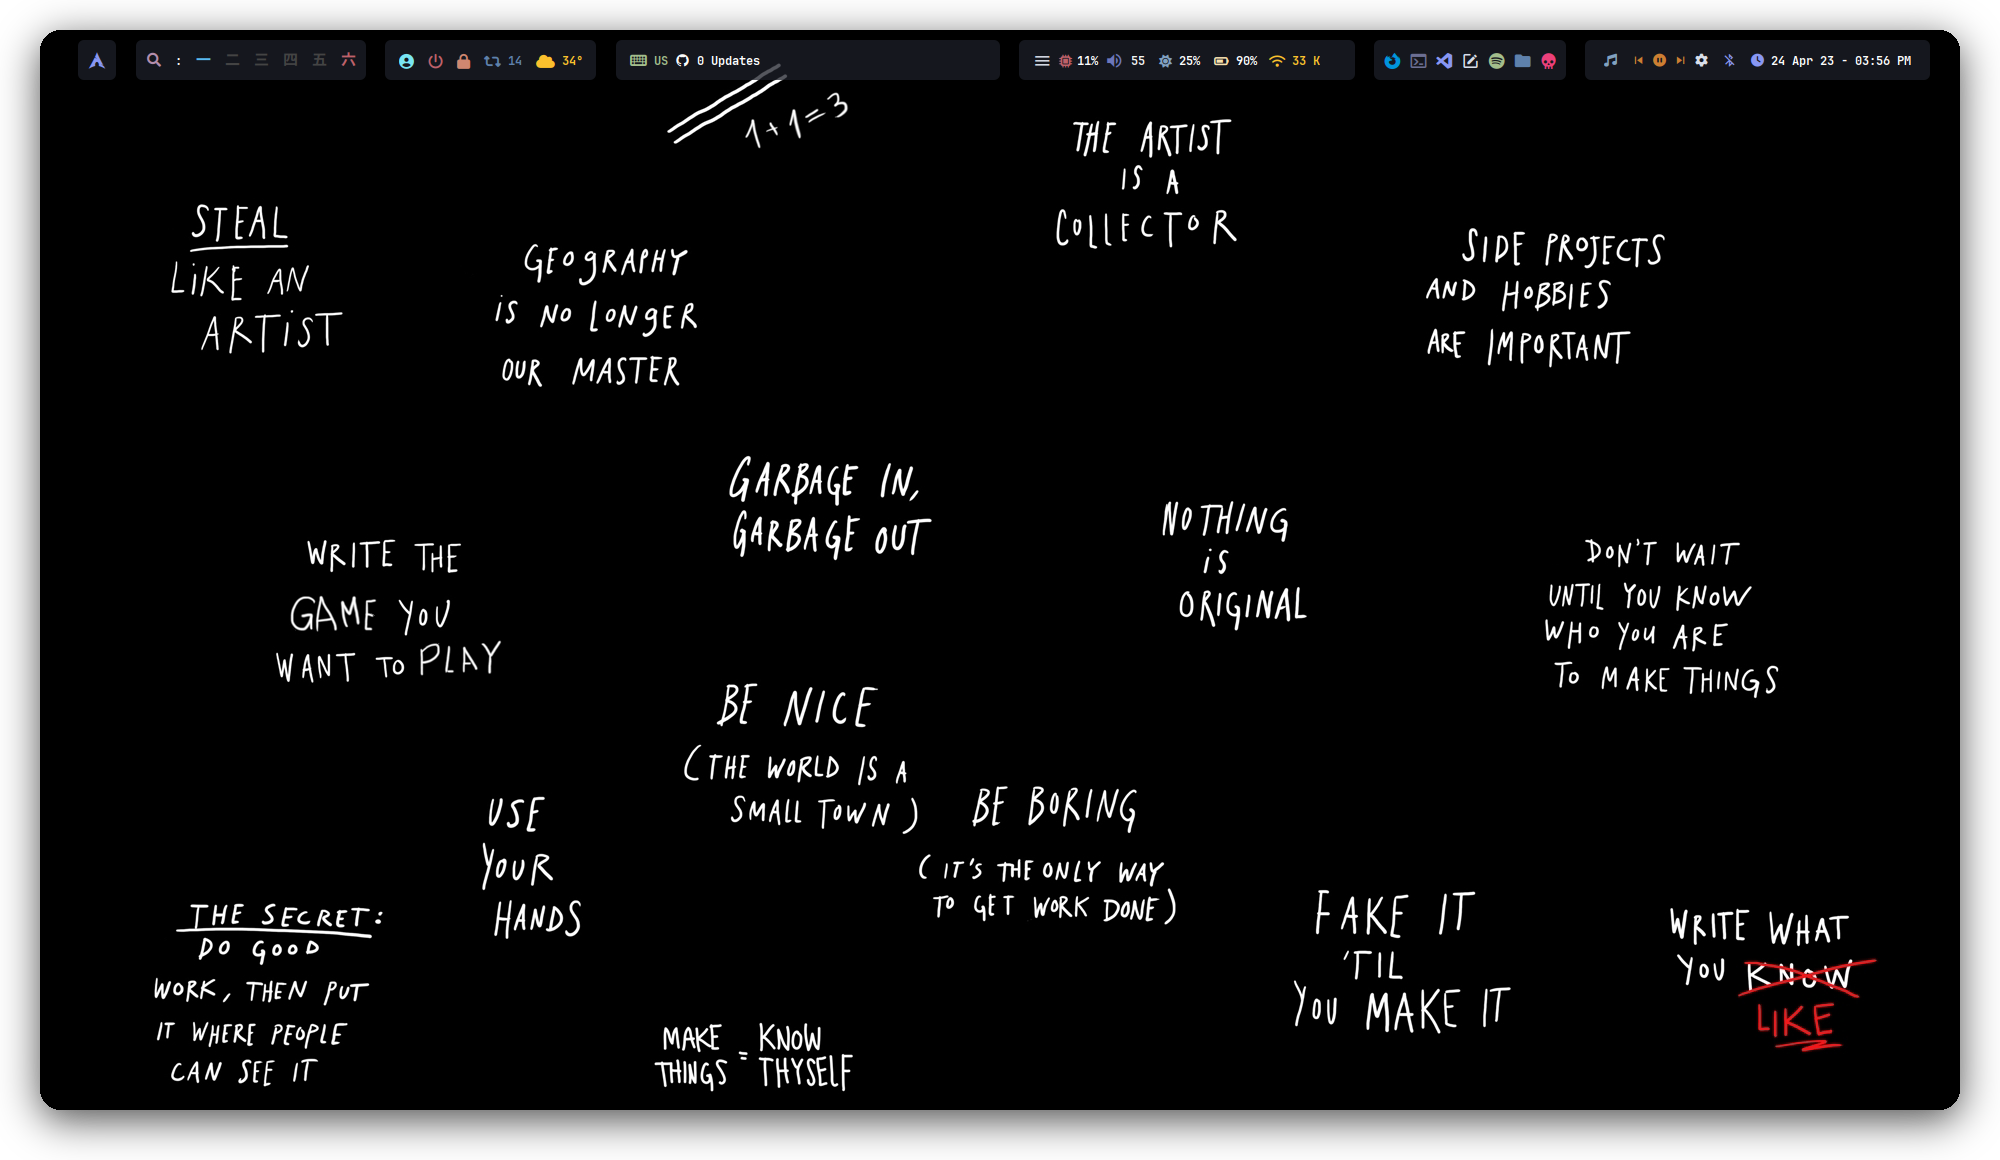 : 一 二 三 四 五 六 14 34° US 0 Updates 11% 55 25% 90% 33 K 24 Apr 23 - 03:56 PM
1+1=3
THE ARTIST
IS A
COLLECTOR
STEAL
LiKE AN
ARTiST
GEOgRAPHY
iS NO LONgER
OUR MASTER
SIDE PROJECTS
AND HOBBIES
ARE IMPORTANT
GARBAGE IN,
GARBAGE OUT
NOTHING
iS
ORIGINAL
WRITE THE
GAME YOU
WANT TO PLAY
DON'T WAIT
UNTIL YOU KNOW
WHO YOU ARE
TO MAKE THINGS
BE NICE
(THE WORLD IS A
SMALL TOWN)
USE
YOUR
HANDS
BE BORING
(IT'S THE ONLY WAY
TO GET WORK DONE)
THE SECRET:
DO GOOD
WORK, THEN PUT
IT WHERE PEOPLE
CAN SEE IT
FAKE IT
'TIL
YOU MAKE IT
WRITE WHAT
YOU KNOW
LIKE
MAKE THINGS = KNOW THYSELF